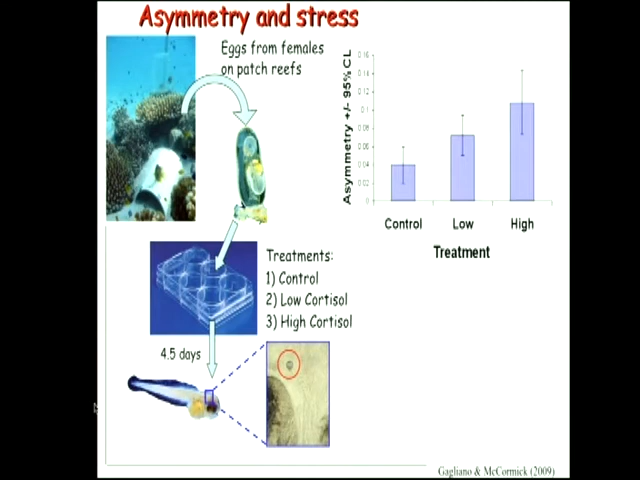 Asymmetry and stress
Eggs from females
on patch reefs
Treatments:
1) Control
2) Low Cortisol
3) High Cortisol
4.5 days
Asymmetry +/- 95% CL
0.16
0.14
0.12
0.1
0.08
0.06
0.04
0.02
0
Control Low High
Treatment
Gagliano & McCormick (2009)